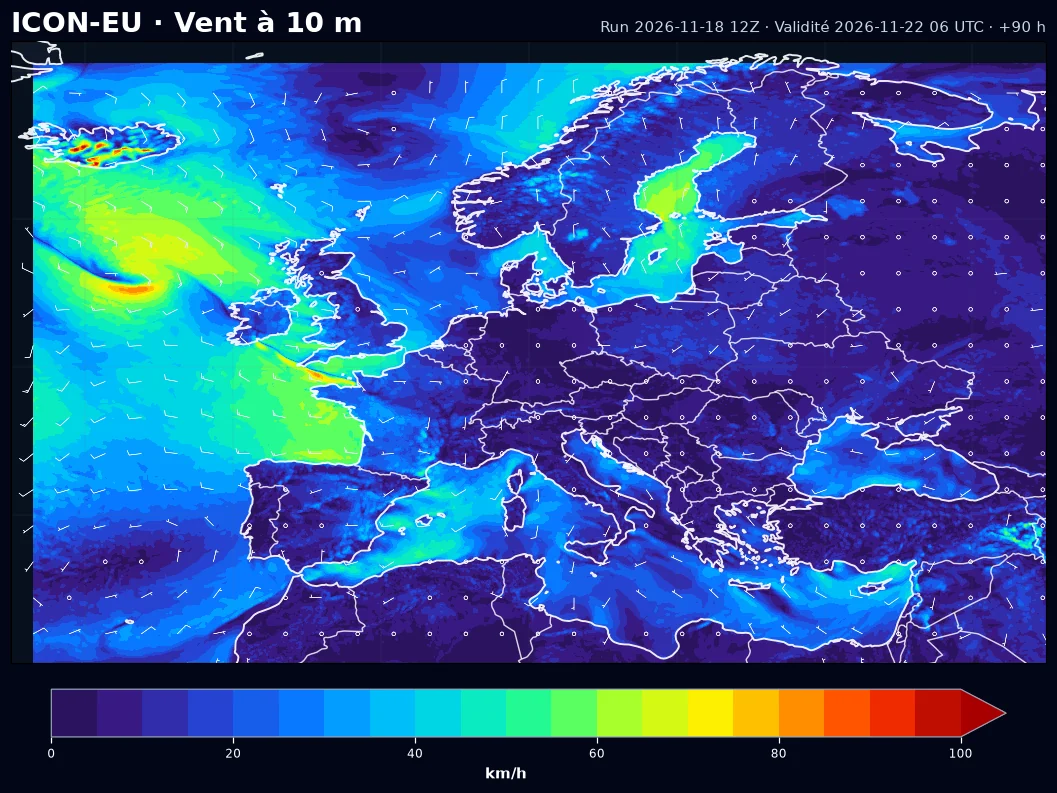 ICON-EU · Vent à 10 m
Run 2026-11-18 12Z · Validité 2026-11-22 06 UTC · +90 h
0 20 40 60 80 100
km/h